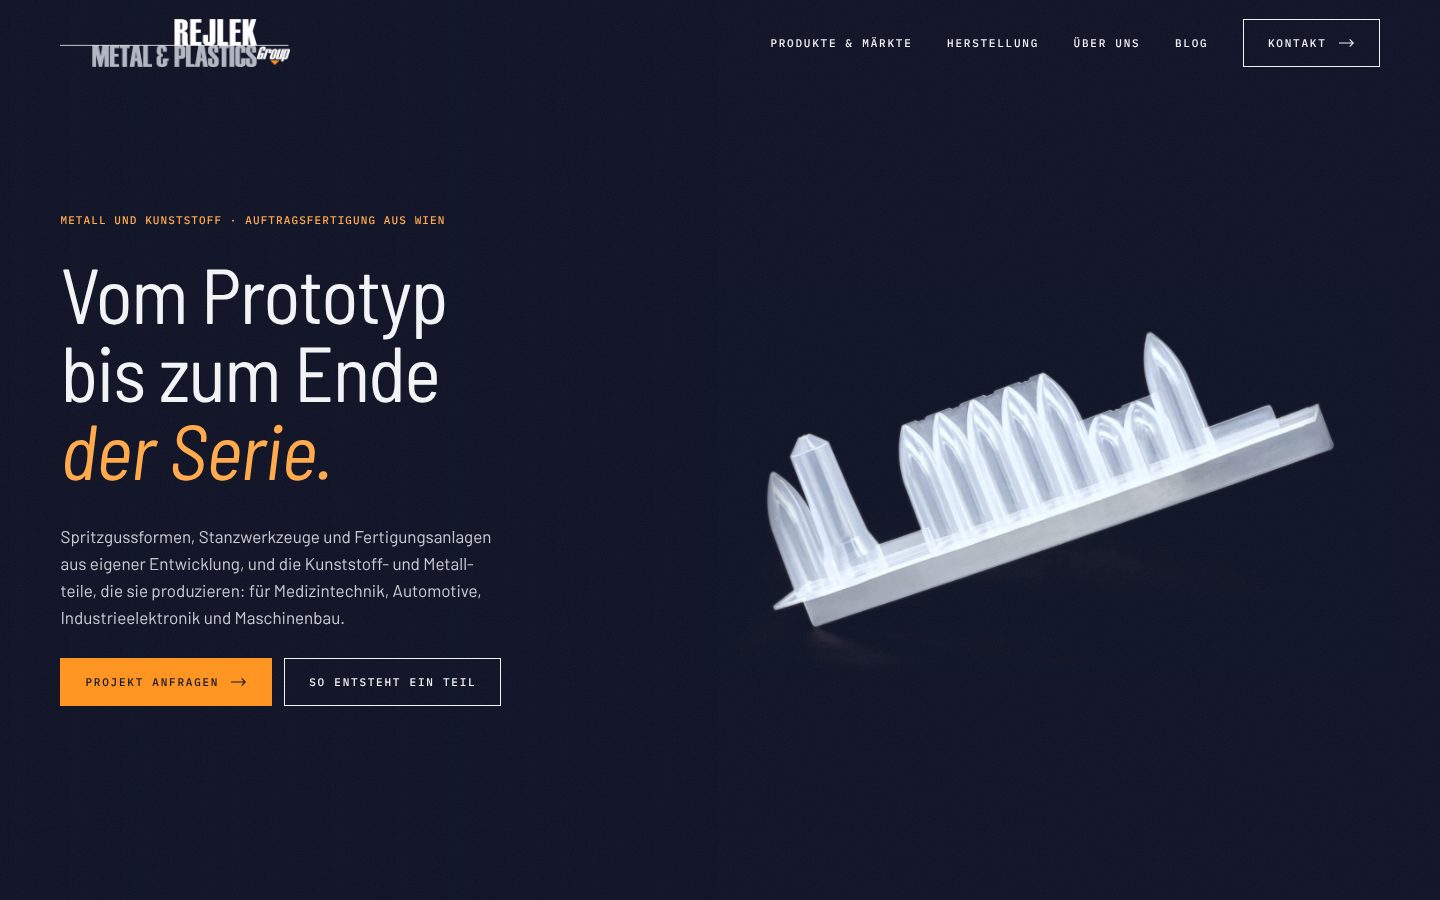 REJLEK
METAL & PLASTICS Group
PRODUKTE & MÄRKTE
HERSTELLUNG
ÜBER UNS
BLOG
KONTAKT
METALL UND KUNSTSTOFF · AUFTRAGSFERTIGUNG AUS WIEN
Vom Prototyp
bis zum Ende
der Serie.
Spritzgussformen, Stanzwerkzeuge und Fertigungsanlagen
aus eigener Entwicklung, und die Kunststoff- und Metall-
teile, die sie produzieren: für Medizintechnik, Automotive,
Industrieelektronik und Maschinenbau.
PROJEKT ANFRAGEN
SO ENTSTEHT EIN TEIL